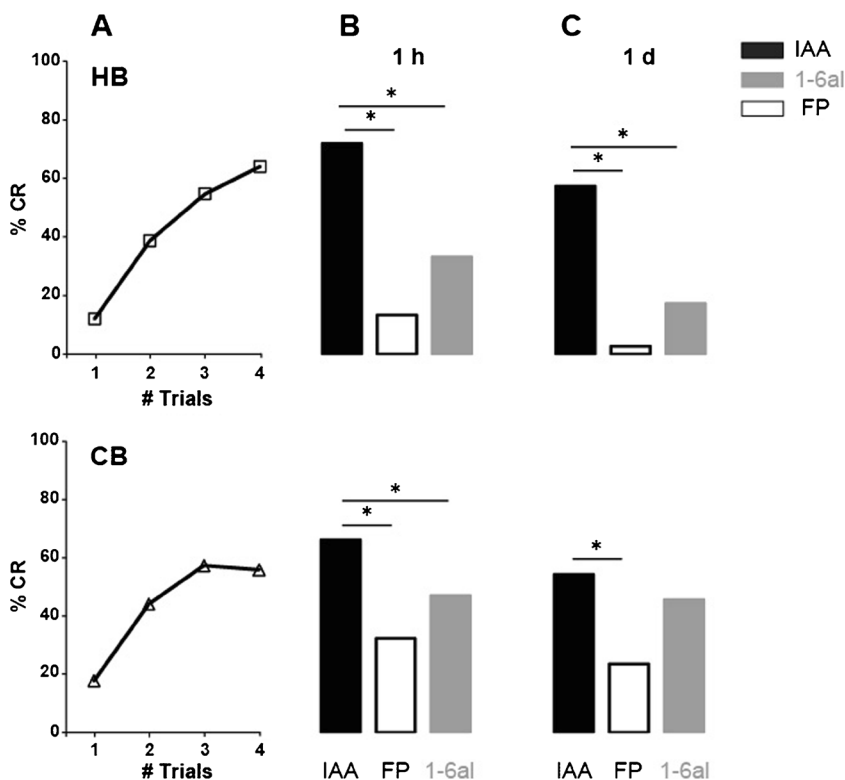 A
B
C
1 h
1 d
IAA
1-6al
FP
HB
100
80
60
40
20
0
% CR
1 2 3 4
# Trials
* *
* *
CB
100
80
60
40
20
0
% CR
1 2 3 4
# Trials
* *
*
IAA FP 1-6al
IAA FP 1-6al